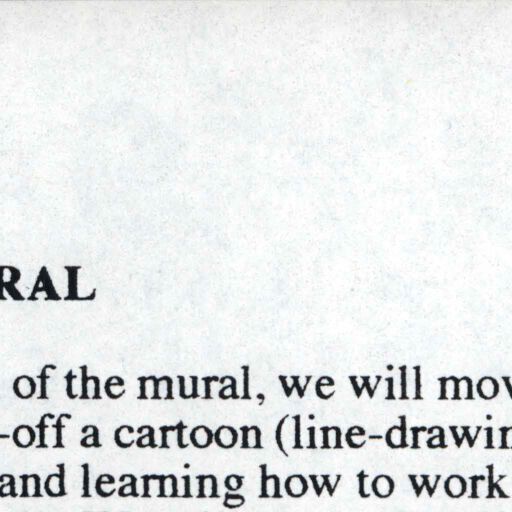 RAL
of the mural, we will mov
-off a cartoon (line-drawin
and learning how to work